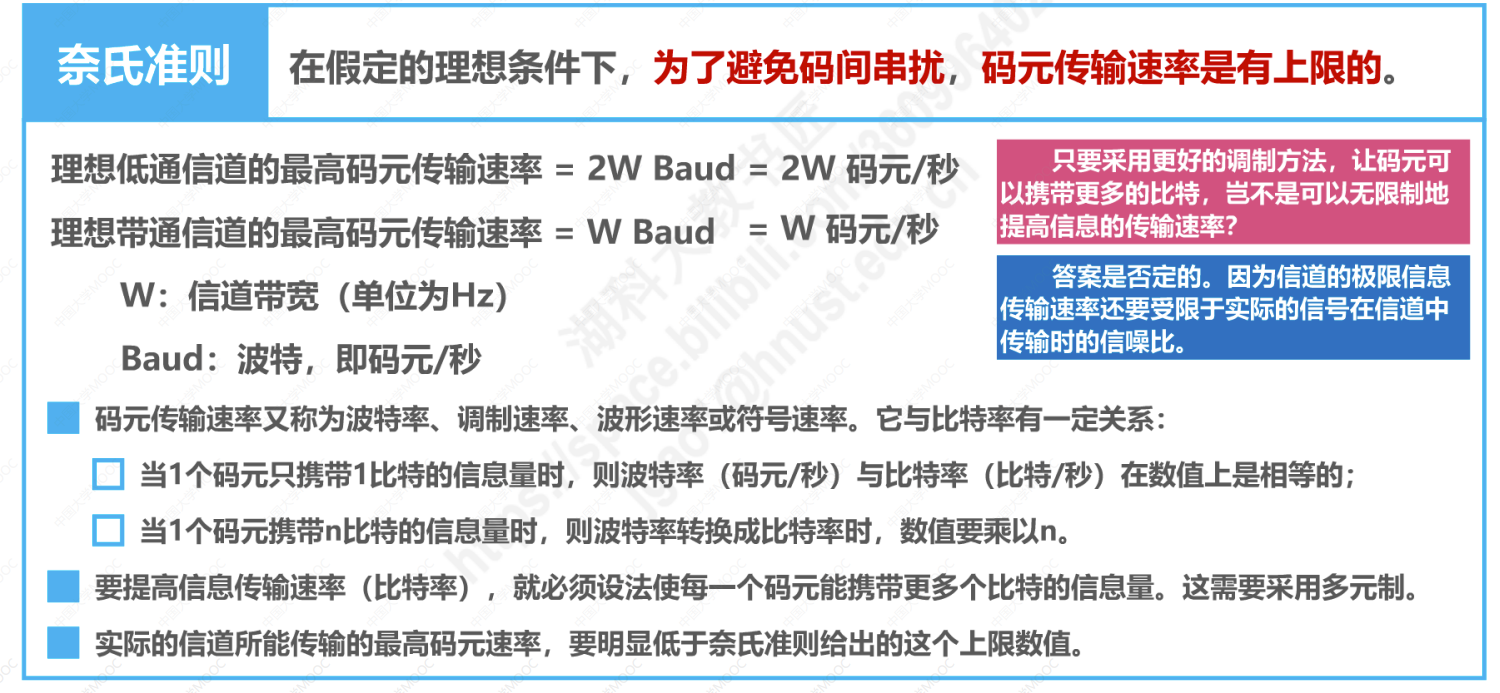 奈氏准则
在假定的理想条件下，为了避免码间串扰，码元传输速率是有上限的。
理想低通信道的最高码元传输速率 = 2W Baud = 2W 码元/秒
理想带通信道的最高码元传输速率 = W Baud = W 码元/秒
W：信道带宽（单位为Hz）
Baud：波特，即码元/秒
只要采用更好的调制方法，让码元可
以携带更多的比特，岂不是可以无限制地
提高信息的传输速率？
答案是否定的。因为信道的极限信息
传输速率还要受限于实际的信号在信道中
传输时的信噪比。
码元传输速率又称为波特率、调制速率、波形速率或符号速率。它与比特率有一定关系：
当1个码元只携带1比特的信息量时，则波特率（码元/秒）与比特率（比特/秒）在数值上是相等的；
当1个码元携带n比特的信息量时，则波特率转换成比特率时，数值要乘以n。
要提高信息传输速率（比特率），就必须设法使每一个码元能携带更多个比特的信息量。这需要采用多元制。
实际的信道所能传输的最高码元速率，要明显低于奈氏准则给出的这个上限数值。
湖科大教书匠
中国大学MOOC